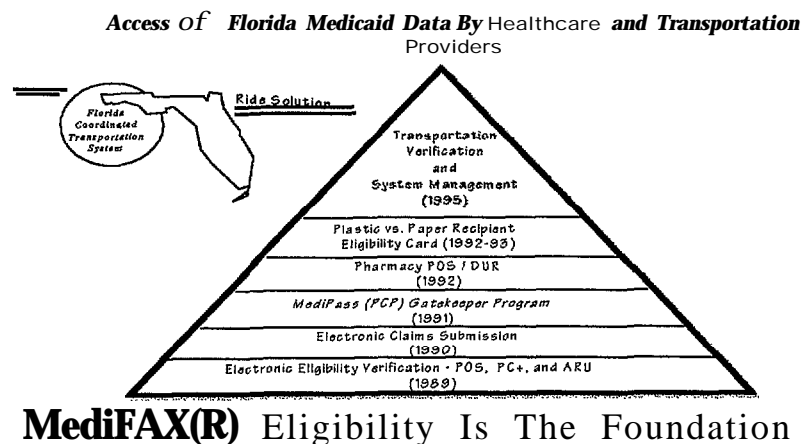 Access of Florida Medicaid Data By Healthcare and Transportation
Providers
Florida
Coordinated
Transportation
System
Ride Solution
Transportation
Verification
and
System Management
(1995)
Plastic vs. Paper Recipient
Eligibility Card (1992-93)
Pharmacy POS / DUR
(1992)
MediPass (PCP) Gatekeeper Program
(1991)
Electronic Claims Submission
(1990)
Electronic Eligibility Verification - POS, PC+, and ARU
(1989)
MediFAX(R) Eligibility Is The Foundation